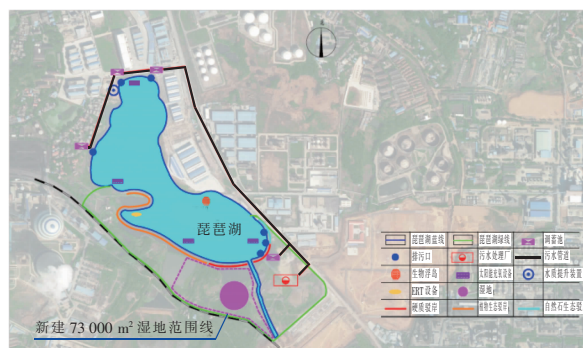 琵琶湖
新建 73 000 m² 湿地范围线
琵琶湖蓝线 琵琶湖绿线 调蓄池
排污口 污水处理厂 污水管道
生物浮岛 太阳能充氧设备 水质提升装置
EHT设备 湿地
硬质驳岸 植物生态驳岸 自然石生态驳